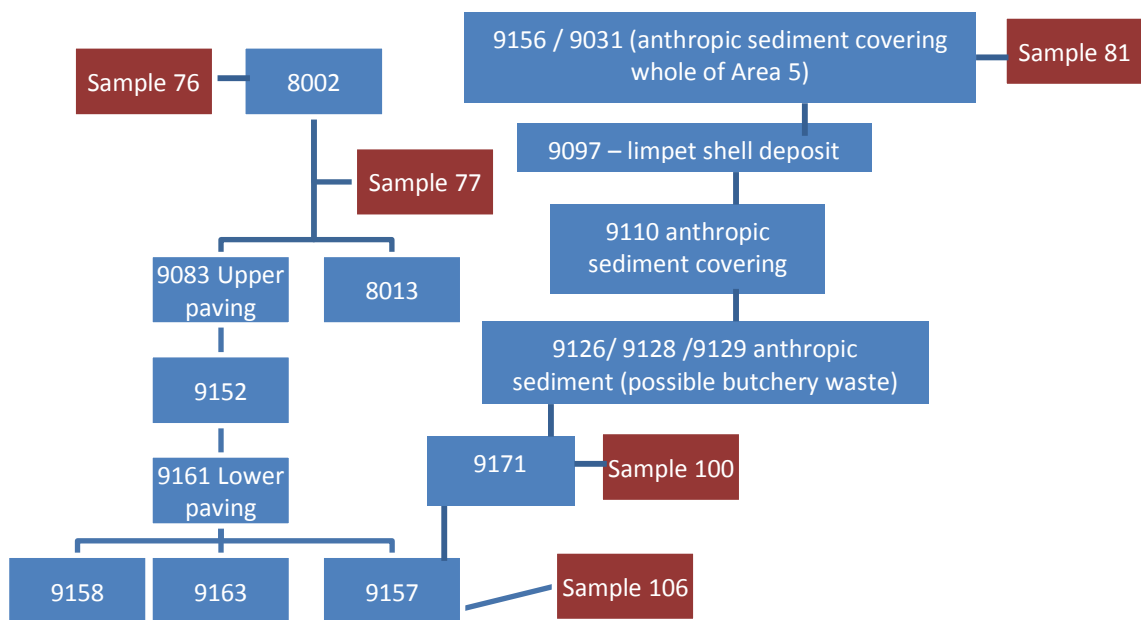 9156 / 9031 (anthropic sediment covering
whole of Area 5)
Sample 81
Sample 76
8002
9097 – limpet shell deposit
Sample 77
9110 anthropic
sediment covering
9083 Upper
paving
8013
9126/ 9128 /9129 anthropic
sediment (possible butchery waste)
9152
9171
Sample 100
9161 Lower
paving
9158
9163
9157
Sample 106